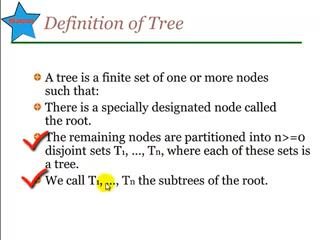 Definition of Tree
A tree is a finite set of one or more nodes
such that:
There is a specially designated node called
the root.
The remaining nodes are partitioned into n>=0
disjoint sets T1, ..., Tn, where each of these sets is
a tree.
We call T1, ..., Tn the subtrees of the root.